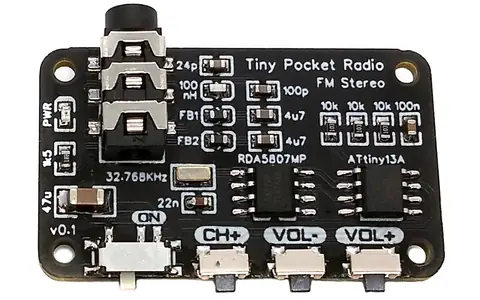 24p
Tiny Pocket Radio
FM Stereo
100
nH
100p
PWR
FB1
4u7
10k 10k 10k 100n
FB2
4u7
1k5
RDA5807MP
ATtiny13A
32.768KHz
47u
22n
ON
CH+
VOL-
VOL+
v0.1